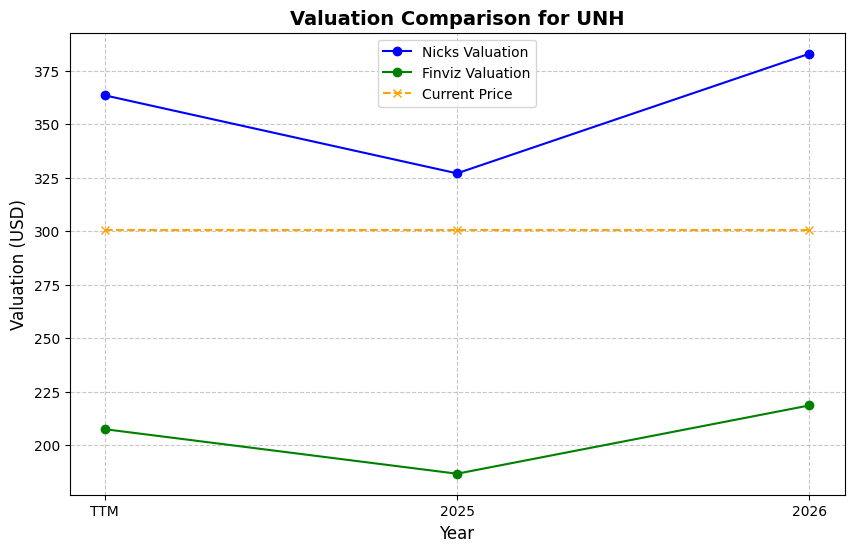 Valuation Comparison for UNH
Nicks Valuation
Finviz Valuation
Current Price
Valuation (USD)
375
350
325
300
275
250
225
200
TTM
2025
2026
Year